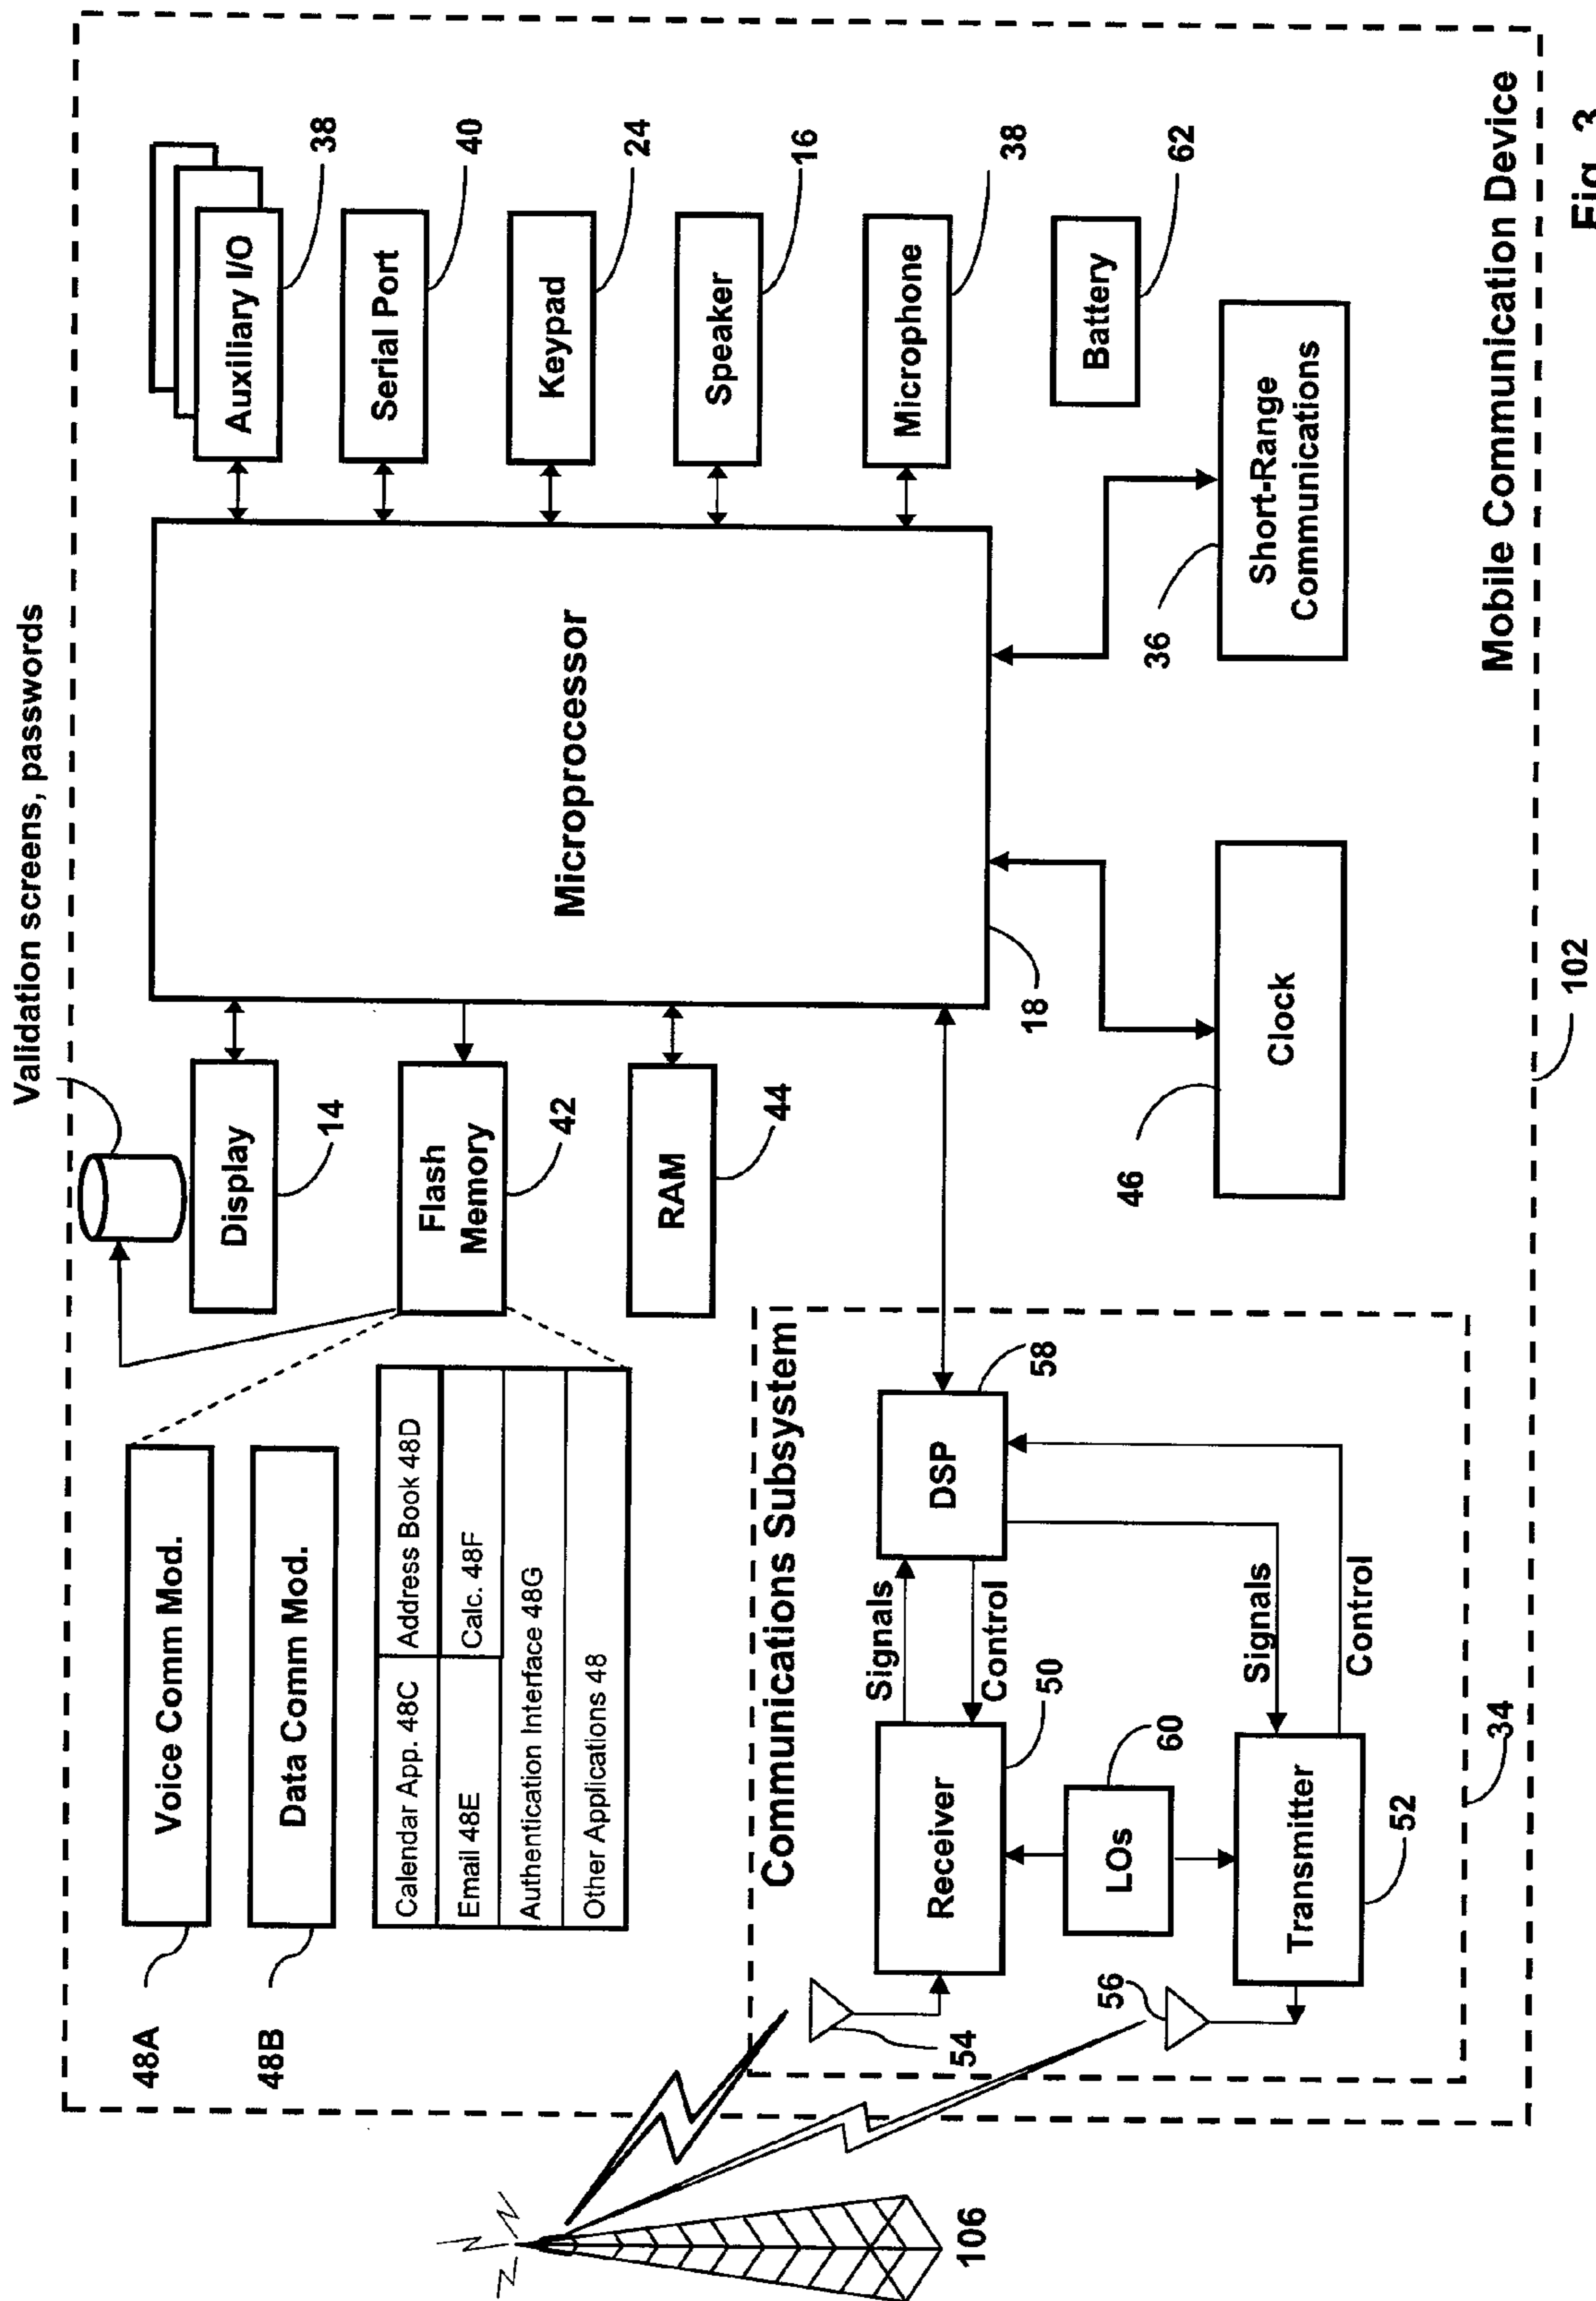 Validation screens, passwords
Voice Comm Mod.
48A
Data Comm Mod.
48B
Calendar App. 48C
Address Book 48D
Email 48E
Calc. 48F
Authentication Interface 48G
Other Applications 48
Display
14
Flash
Memory
42
RAM
44
Microprocessor
18
Auxiliary I/O
38
Serial Port
40
Keypad
24
Speaker
16
Microphone
38
Battery
62
Short-Range
Communications
36
Clock
46
Communications Subsystem
Receiver
50
Signals
Control
DSP
58
LOs
60
Signals
Control
Transmitter
52
54
56
34
106
Mobile Communication Device
102
Fig. 3